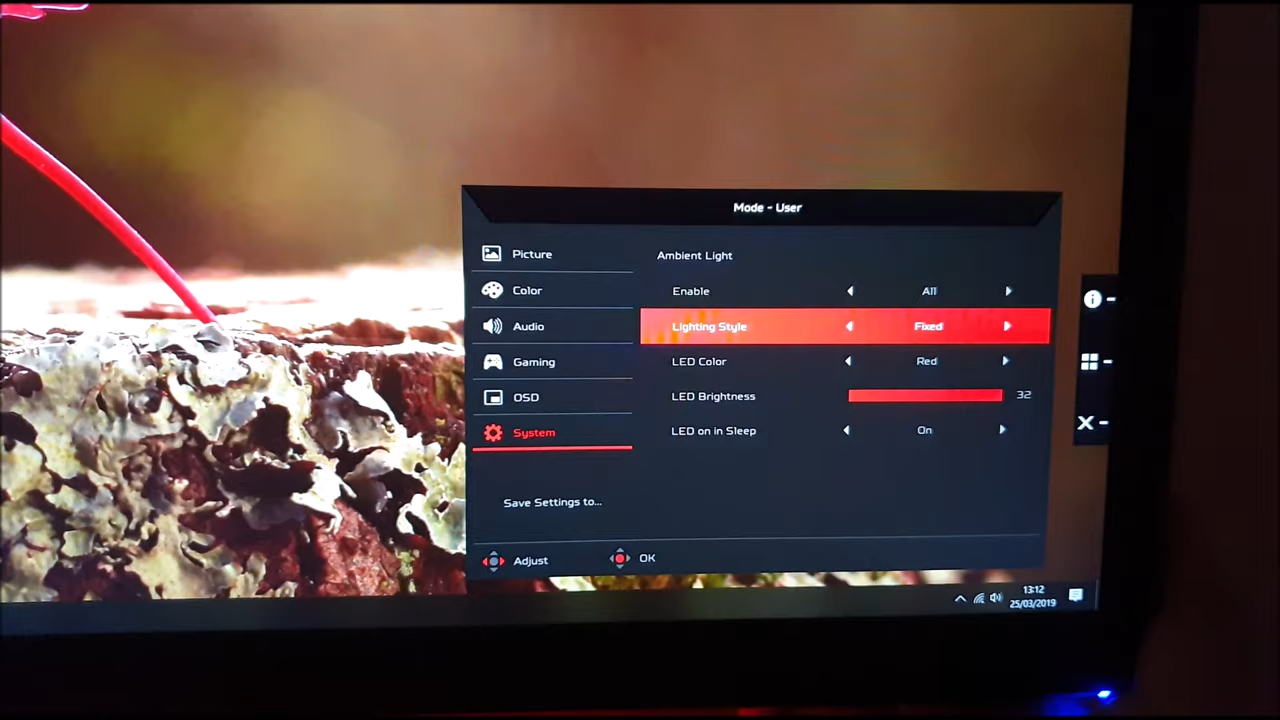 Mode - User
Picture
Color
Audio
Gaming
OSD
System
Save Settings to...
Adjust
OK
Ambient Light
Enable All
Lighting Style Fixed
LED Color Red
LED Brightness 32
LED on in Sleep On
13:12
25/03/2019